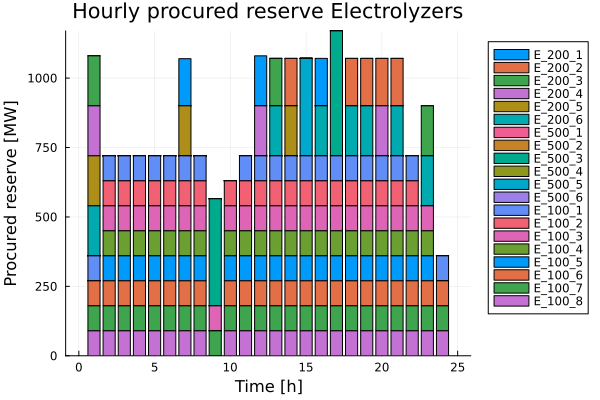 Hourly procured reserve Electrolyzers
Procured reserve [MW]
1000
750
500
250
0
0 5 10 15 20 25
Time [h]
E_200_1
E_200_2
E_200_3
E_200_4
E_200_5
E_200_6
E_500_1
E_500_2
E_500_3
E_500_4
E_500_5
E_500_6
E_100_1
E_100_2
E_100_3
E_100_4
E_100_5
E_100_6
E_100_7
E_100_8